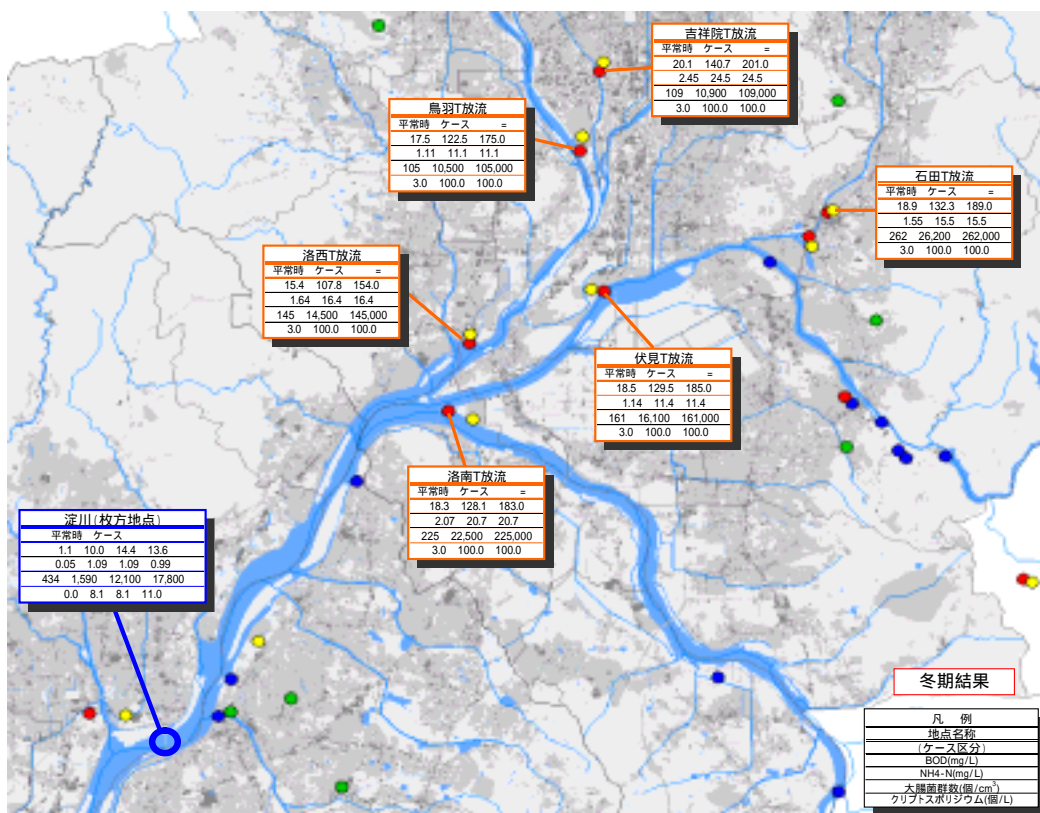 吉祥院T放流
平常時 ケース =
20.1 140.7 201.0
2.45 24.5 24.5
109 10,900 109,000
3.0 100.0 100.0
鳥羽T放流
平常時 ケース =
17.5 122.5 175.0
1.11 11.1 11.1
105 10,500 105,000
3.0 100.0 100.0
石田T放流
平常時 ケース =
18.9 132.3 189.0
1.55 15.5 15.5
262 26,200 262,000
3.0 100.0 100.0
洛西T放流
平常時 ケース =
15.4 107.8 154.0
1.64 16.4 16.4
145 14,500 145,000
3.0 100.0 100.0
伏見T放流
平常時 ケース =
18.5 129.5 185.0
1.14 11.4 11.4
161 16,100 161,000
3.0 100.0 100.0
洛南T放流
平常時 ケース =
18.3 128.1 183.0
2.07 20.7 20.7
225 22,500 225,000
3.0 100.0 100.0
淀川(枚方地点)
平常時 ケース
1.1 10.0 14.4 13.6
0.05 1.09 1.09 0.99
434 1,590 12,100 17,800
0.0 8.1 8.1 11.0
冬期結果
凡 例
地点名称
(ケース区分)
BOD(mg/L)
NH4-N(mg/L)
大腸菌群数(個/cm³)
クリプトスポリジウム(個/L)